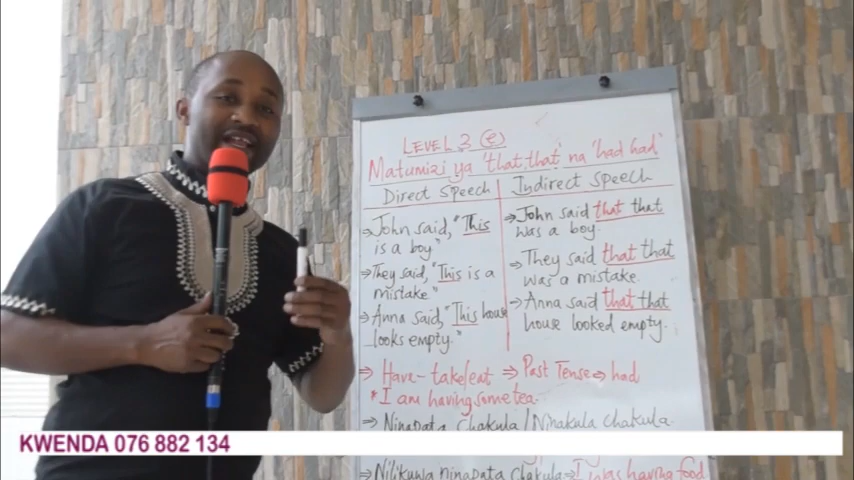 LEVEL 3 (e)
Matumizi ya 'that that' na 'had had'
Direct Speech
Indirect Speech
→John said, "This
is a boy."
→They said, "This is a
mistake."
→Anna said, "This house
looks empty."
→John said that that
was a boy.
→They said that that
was a mistake.
→Anna said that that
house looked empty.
→ Have - take/eat → Past Tense → had
* I am having some tea.
→Ninapata chakula/Ninakula chakula.
KWENDA 076 882 134
→Nilikuwa ninapata chakula→I was having food